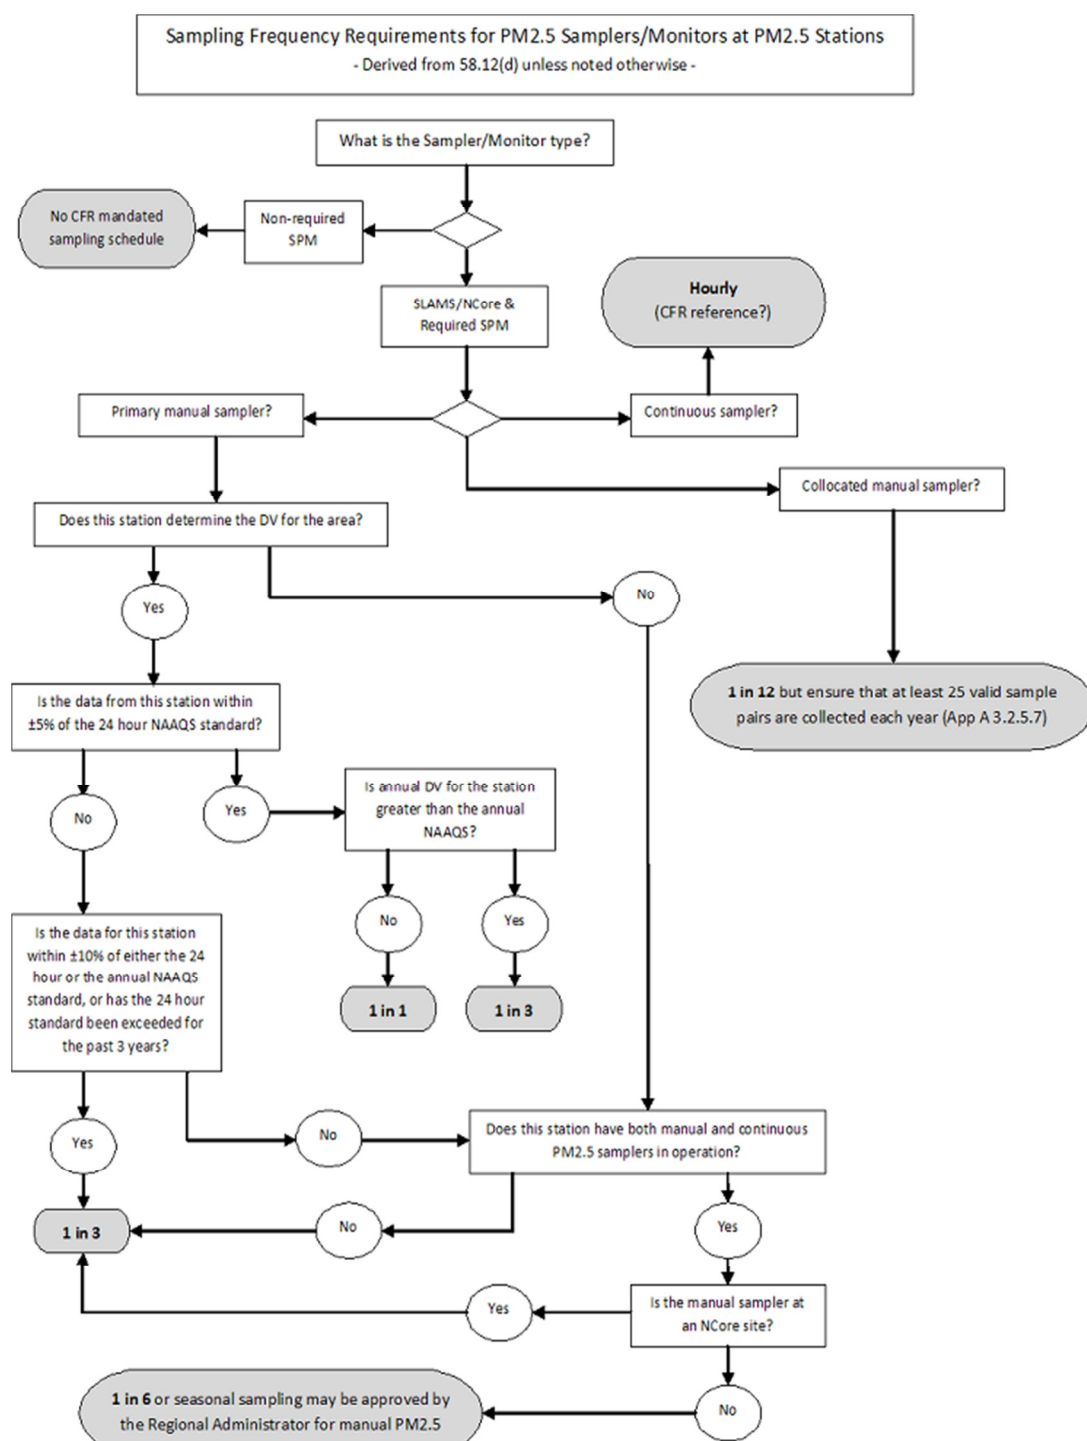 Sampling Frequency Requirements for PM2.5 Samplers/Monitors at PM2.5 Stations
- Derived from 58.12(d) unless noted otherwise -
What is the Sampler/Monitor type?
No CFR mandated
sampling schedule
Non-required
SPM
SLAMS/NCore &
Required SPM
Hourly
(CFR reference?)
Primary manual sampler?
Continuous sampler?
Collocated manual sampler?
Does this station determine the DV for the area?
Yes
No
1 in 12 but ensure that at least 25 valid sample
pairs are collected each year (App A 3.2.5.7)
Is the data from this station within
±5% of the 24 hour NAAQS standard?
No
Yes
Is annual DV for the station
greater than the annual
NAAQS?
No
Yes
1 in 1
1 in 3
Is the data for this station
within ±10% of either the 24
hour or the annual NAAQS
standard, or has the 24 hour
standard been exceeded for
the past 3 years?
Yes
No
Does this station have both manual and continuous
PM2.5 samplers in operation?
1 in 3
No
Yes
Yes
Is the manual sampler at
an NCore site?
1 in 6 or seasonal sampling may be approved by
the Regional Administrator for manual PM2.5
No